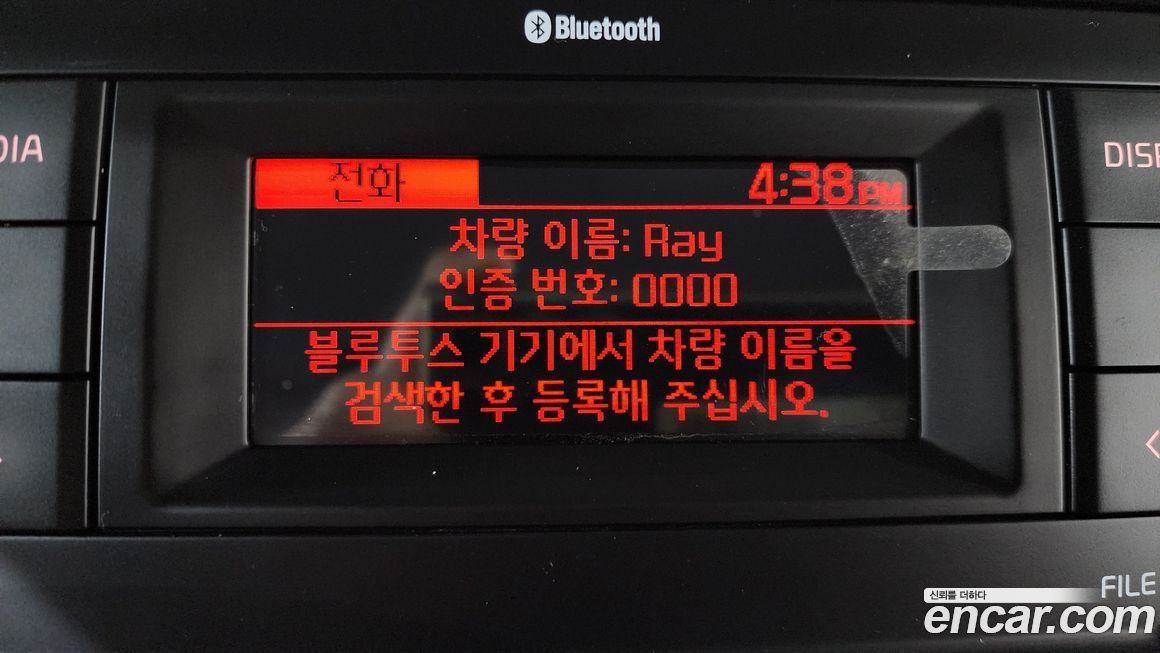 Bluetooth
전화
4:38PM
차량 이름: Ray
인증 번호: 0000
블루투스 기기에서 차량 이름을
검색한 후 등록해 주십시오.
FILE
신뢰를 더하다
encar.com